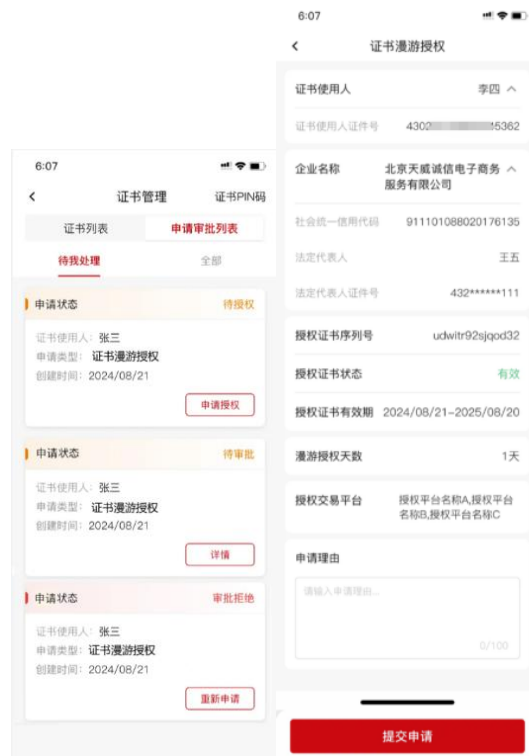 6:07
证书管理
证书PIN码
证书列表
申请审批列表
待我处理
全部
申请状态
待授权
证书使用人：张三
申请类型：证书漫游授权
创建时间：2024/08/21
申请授权
申请状态
待审批
证书使用人：张三
申请类型：证书漫游授权
创建时间：2024/08/21
详情
申请状态
审批拒绝
证书使用人：张三
申请类型：证书漫游授权
创建时间：2024/08/21
重新申请
6:07
证书漫游授权
证书使用人
李四
证书使用人证件号
4302
5362
企业名称
北京天威诚信电子商务
服务有限公司
社会统一信用代码
911101088020176135
法定代表人
王五
法定代表人证件号
432******111
授权证书序列号
udwitr92sjqod32
授权证书状态
有效
授权证书有效期
2024/08/21-2025/08/20
漫游授权天数
1天
授权交易平台
授权平台名称A,授权平台
名称B,授权平台名称C
申请理由
请输入申请理由...
0/100
提交申请